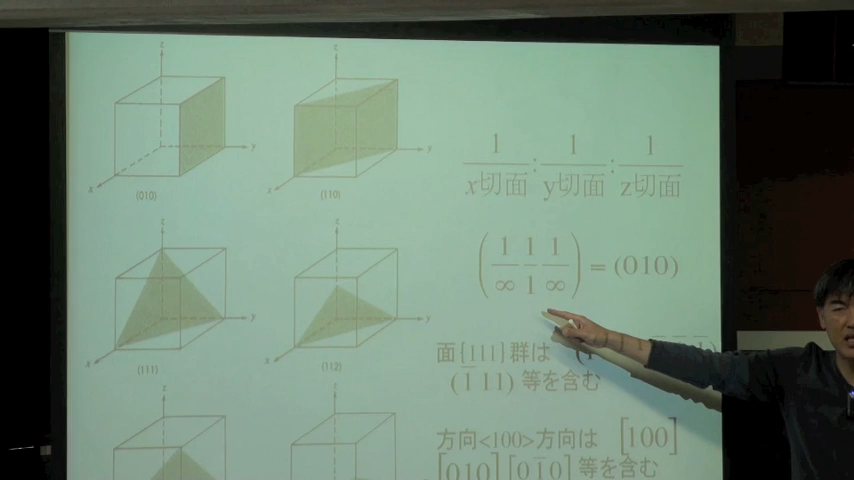 z
z
y
x
(010)
y
x
(110)
1/x切面 : 1/y切面 : 1/z切面
z
z
y
x
(111)
y
x
(112)
(1/∞ 1/1 1/∞) = (010)
面{111}群は
(1̅ 11) 等を含む
z
z
方向<100>方向は [100]
[010] [01̅0] 等を含む